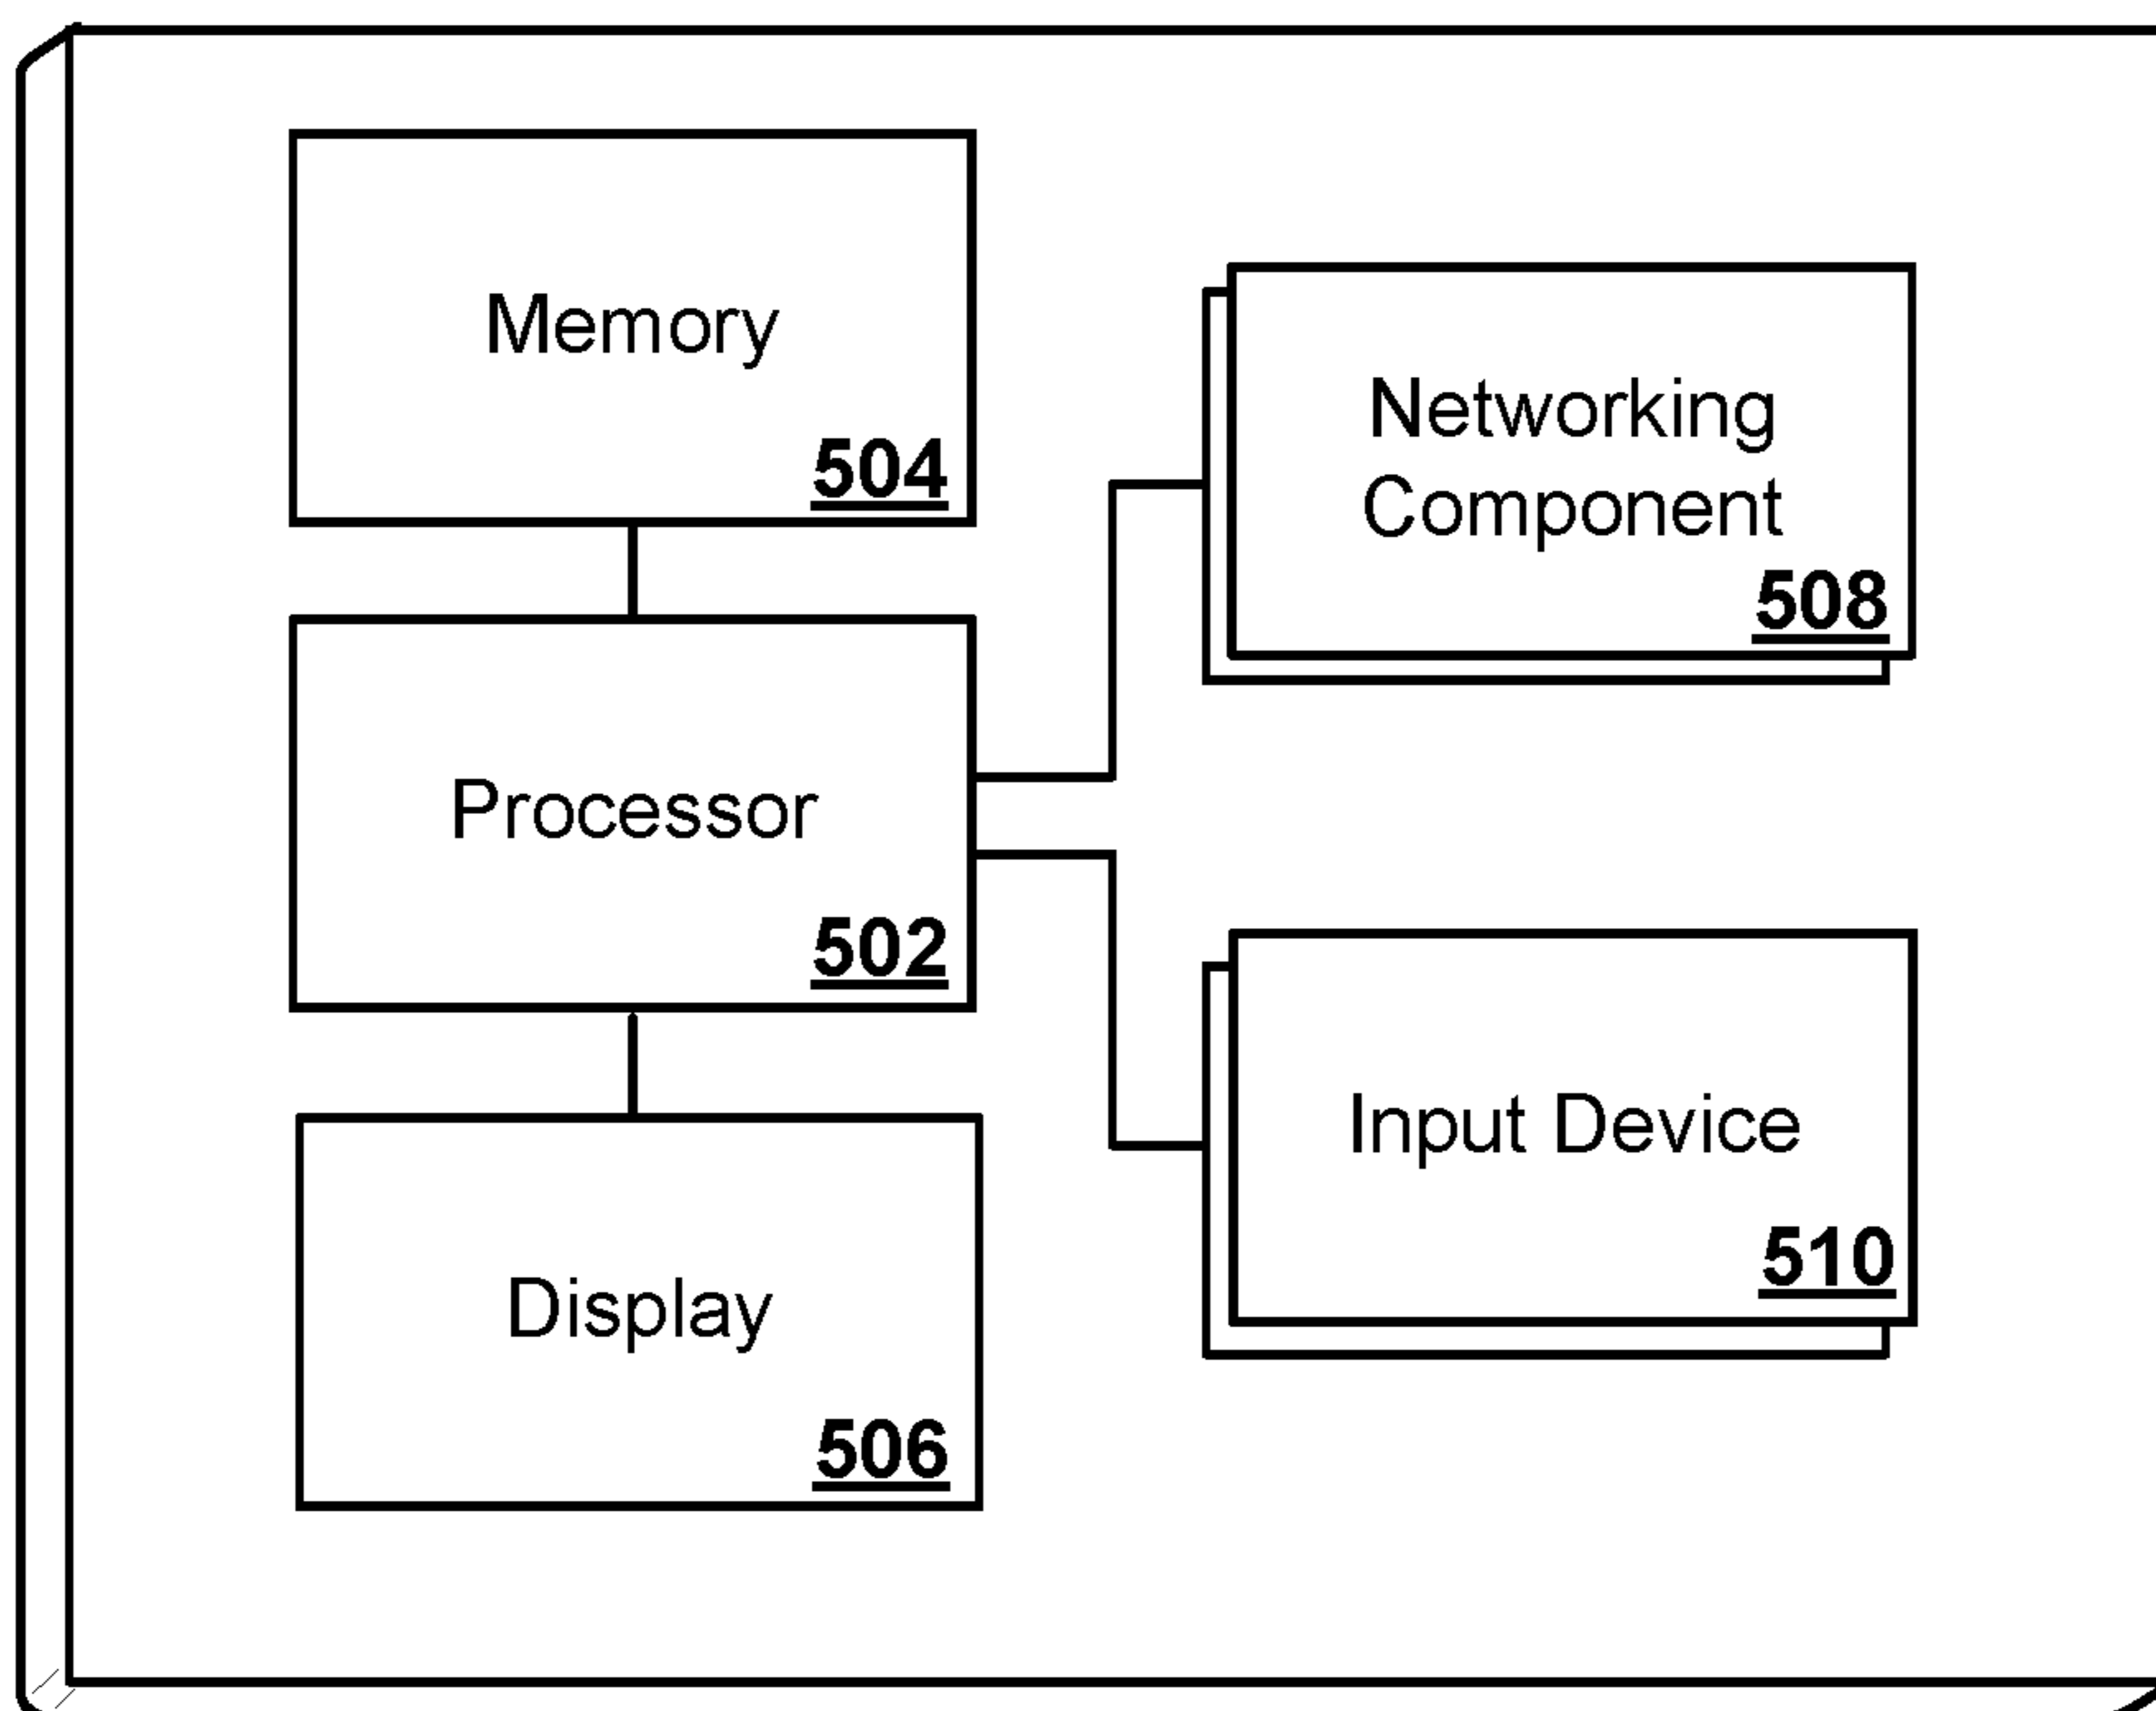 Memory
504
Networking
Component
508
Processor
502
Input Device
510
Display
506